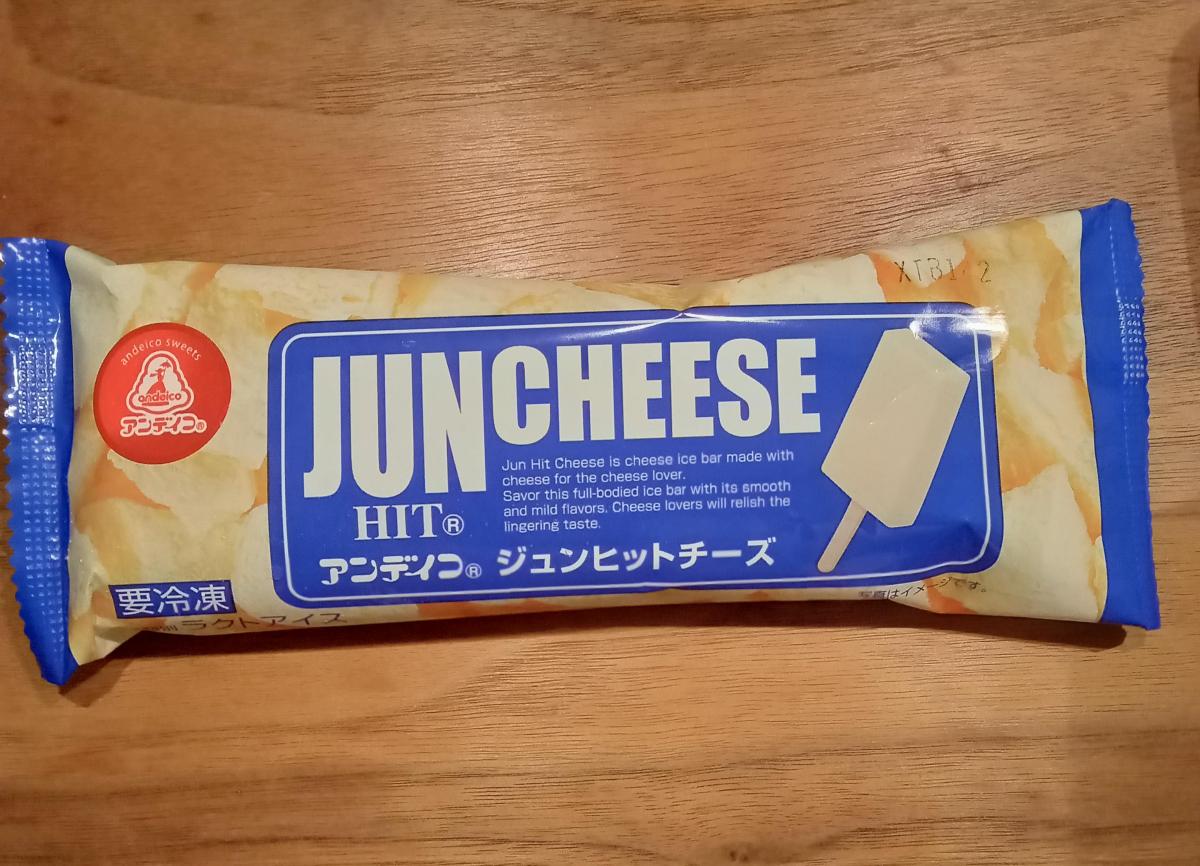 XTB1 2
andeico sweets
andeico
アンデイコ®
JUN CHEESE
HIT®
Jun Hit Cheese is cheese ice bar made with
cheese for the cheese lover.
Savor this full-bodied ice bar with its smooth
and mild flavors. Cheese lovers will relish the
lingering taste.
アンデイコ® ジュンヒットチーズ
要冷凍
ラクトアイス
写真はイメージです。